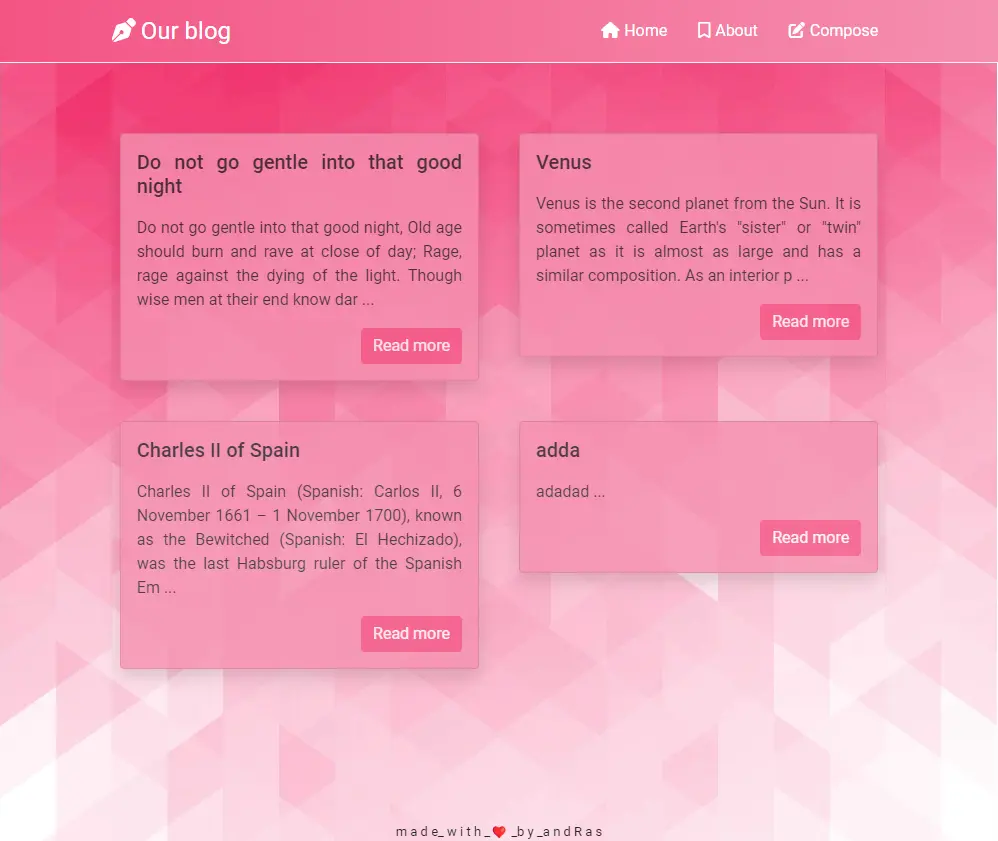 Our blog
Home
About
Compose
Do not go gentle into that good
night
Do not go gentle into that good night, Old age
should burn and rave at close of day; Rage,
rage against the dying of the light. Though
wise men at their end know dar ...
Read more
Venus
Venus is the second planet from the Sun. It is
sometimes called Earth's "sister" or "twin"
planet as it is almost as large and has a
similar composition. As an interior p ...
Read more
Charles II of Spain
Charles II of Spain (Spanish: Carlos II, 6
November 1661 – 1 November 1700), known
as the Bewitched (Spanish: El Hechizado),
was the last Habsburg ruler of the Spanish
Em ...
Read more
adda
adadad ...
Read more
made_with_❤️_by_andRas